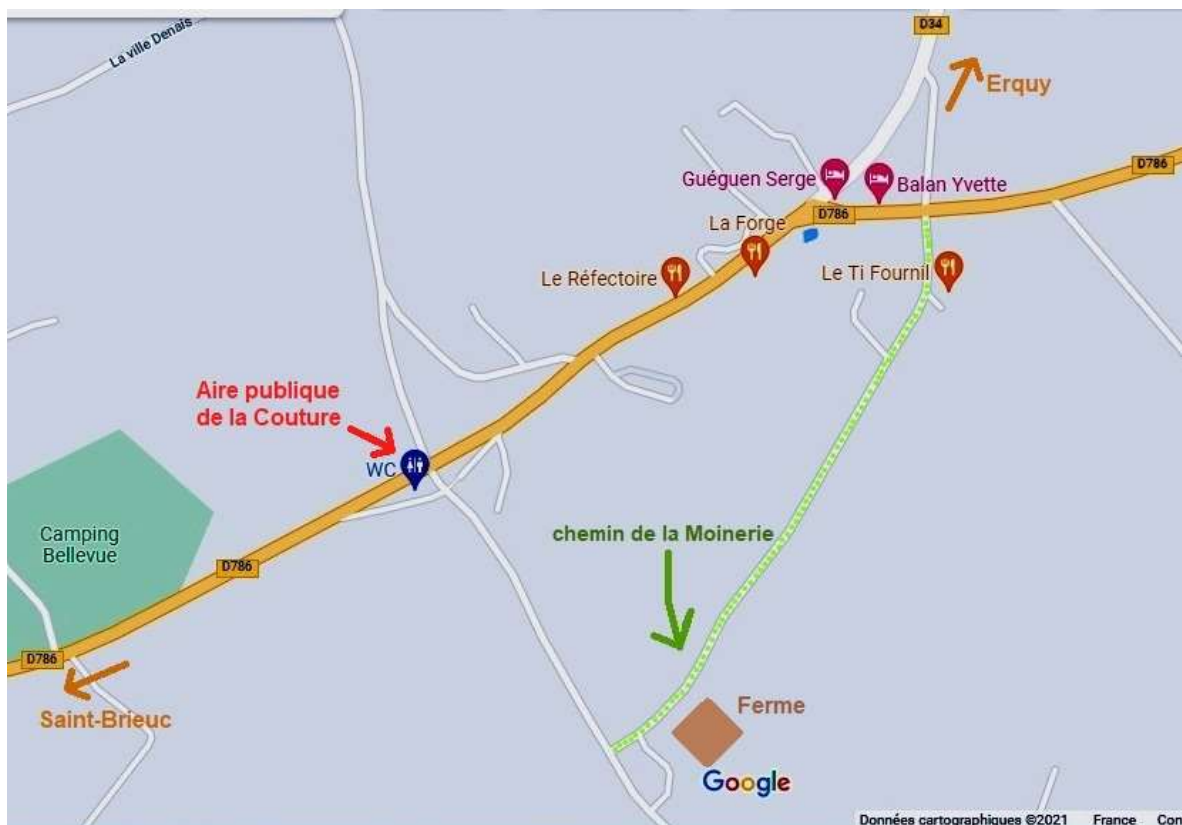 La ville Denais
D34
Erquy
D786
Guéguen Serge
Balan Yvette
D786
La Forge
Le Réfectoire
Le Ti Fournil
Aire publique
de la Couture
WC
Camping
Bellevue
chemin de la Moinerie
D786
D786
Saint-Brieuc
Ferme
Google
Données cartographiques ©2021 France Con